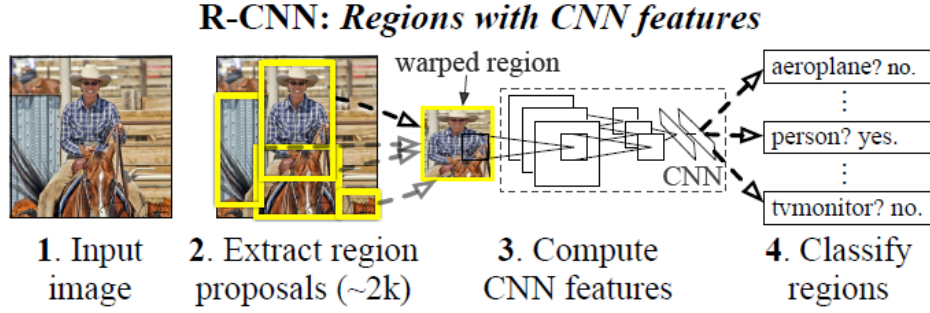 R-CNN: Regions with CNN features
warped region
aeroplane? no.
⋮
person? yes.
⋮
tvmonitor? no.
CNN
1. Input
image
2. Extract region
proposals (~2k)
3. Compute
CNN features
4. Classify
regions